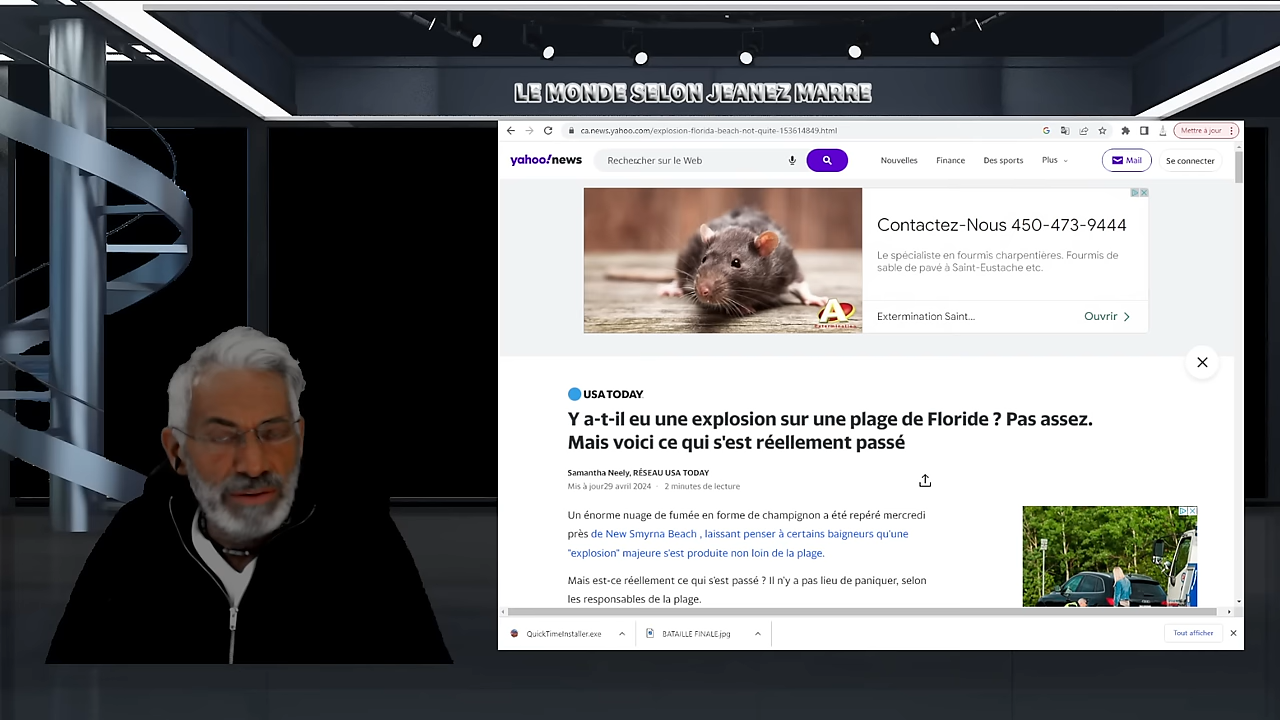 LE MONDE SELON JEANEZ MARRE
ca.news.yahoo.com/explosion-florida-beach-not-quite-153614849.html
Mettre à jour
yahoo!news
Rechercher sur le Web
Nouvelles
Finance
Des sports
Plus
Mail
Se connecter
Contactez-Nous 450-473-9444
Le spécialiste en fourmis charpentières. Fourmis de
sable de pavé à Saint-Eustache etc.
A
Extermination Saint...
Ouvrir
USA TODAY
Y a-t-il eu une explosion sur une plage de Floride ? Pas assez.
Mais voici ce qui s'est réellement passé
Samantha Neely, RÉSEAU USA TODAY
Mis à jour29 avril 2024 · 2 minutes de lecture
Un énorme nuage de fumée en forme de champignon a été repéré mercredi
près de New Smyrna Beach , laissant penser à certains baigneurs qu'une
"explosion" majeure s'est produite non loin de la plage.
Mais est-ce réellement ce qui s'est passé ? Il n'y a pas lieu de paniquer, selon
les responsables de la plage.
QuickTimeInstaller.exe
BATAILLE FINALE.jpg
Tout afficher